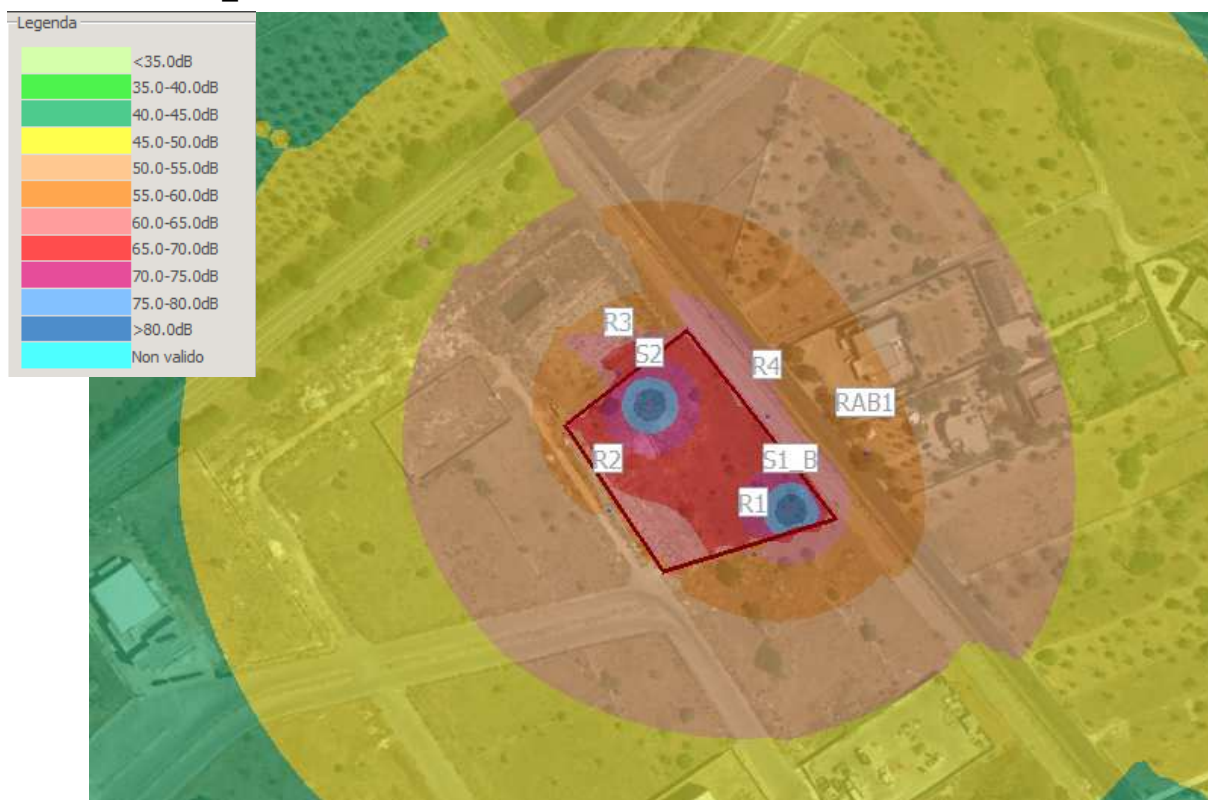 Legenda
<35.0dB
35.0-40.0dB
40.0-45.0dB
45.0-50.0dB
50.0-55.0dB
55.0-60.0dB
60.0-65.0dB
65.0-70.0dB
70.0-75.0dB
75.0-80.0dB
>80.0dB
Non valido
R3
S2
R4
RAB1
R2
S1_B
R1